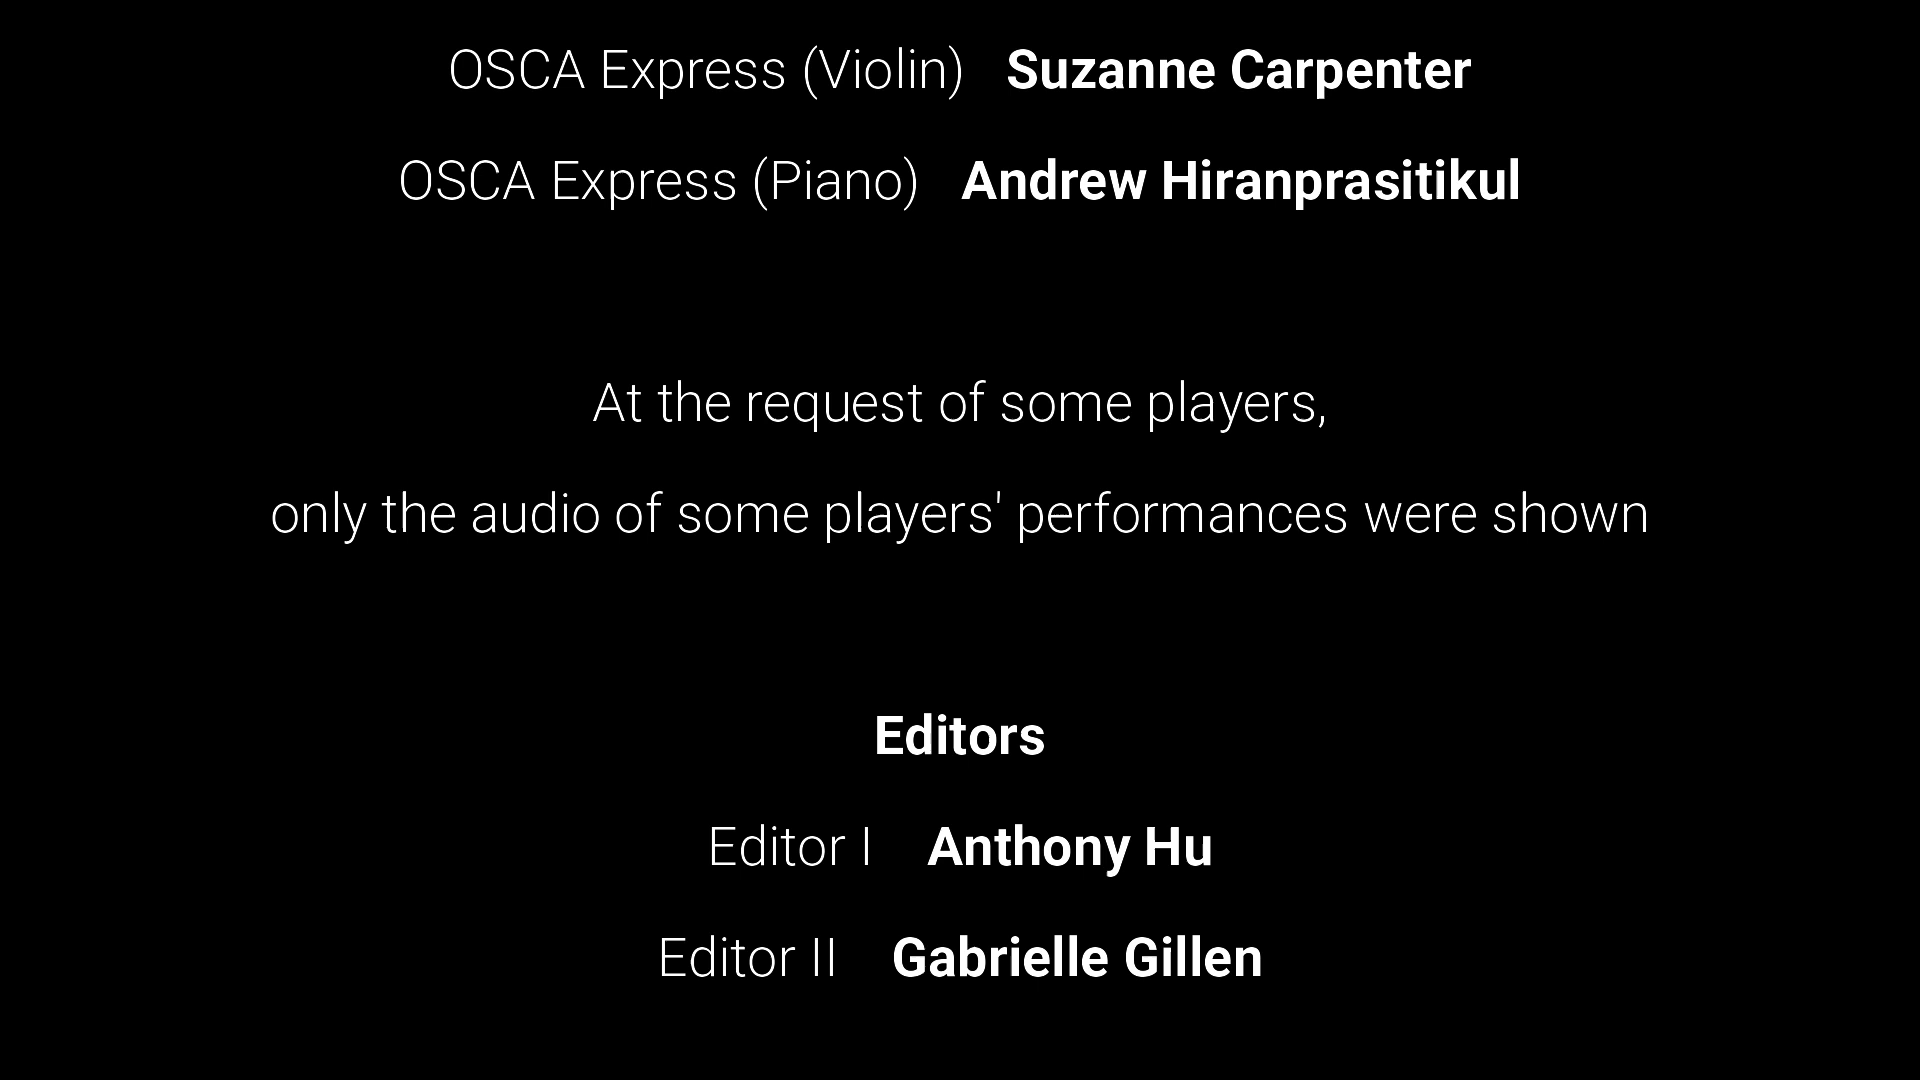 OSCA Express (Violin) Suzanne Carpenter
OSCA Express (Piano) Andrew Hiranprasitikul
At the request of some players,
only the audio of some players' performances were shown
Editors
Editor I Anthony Hu
Editor II Gabrielle Gillen